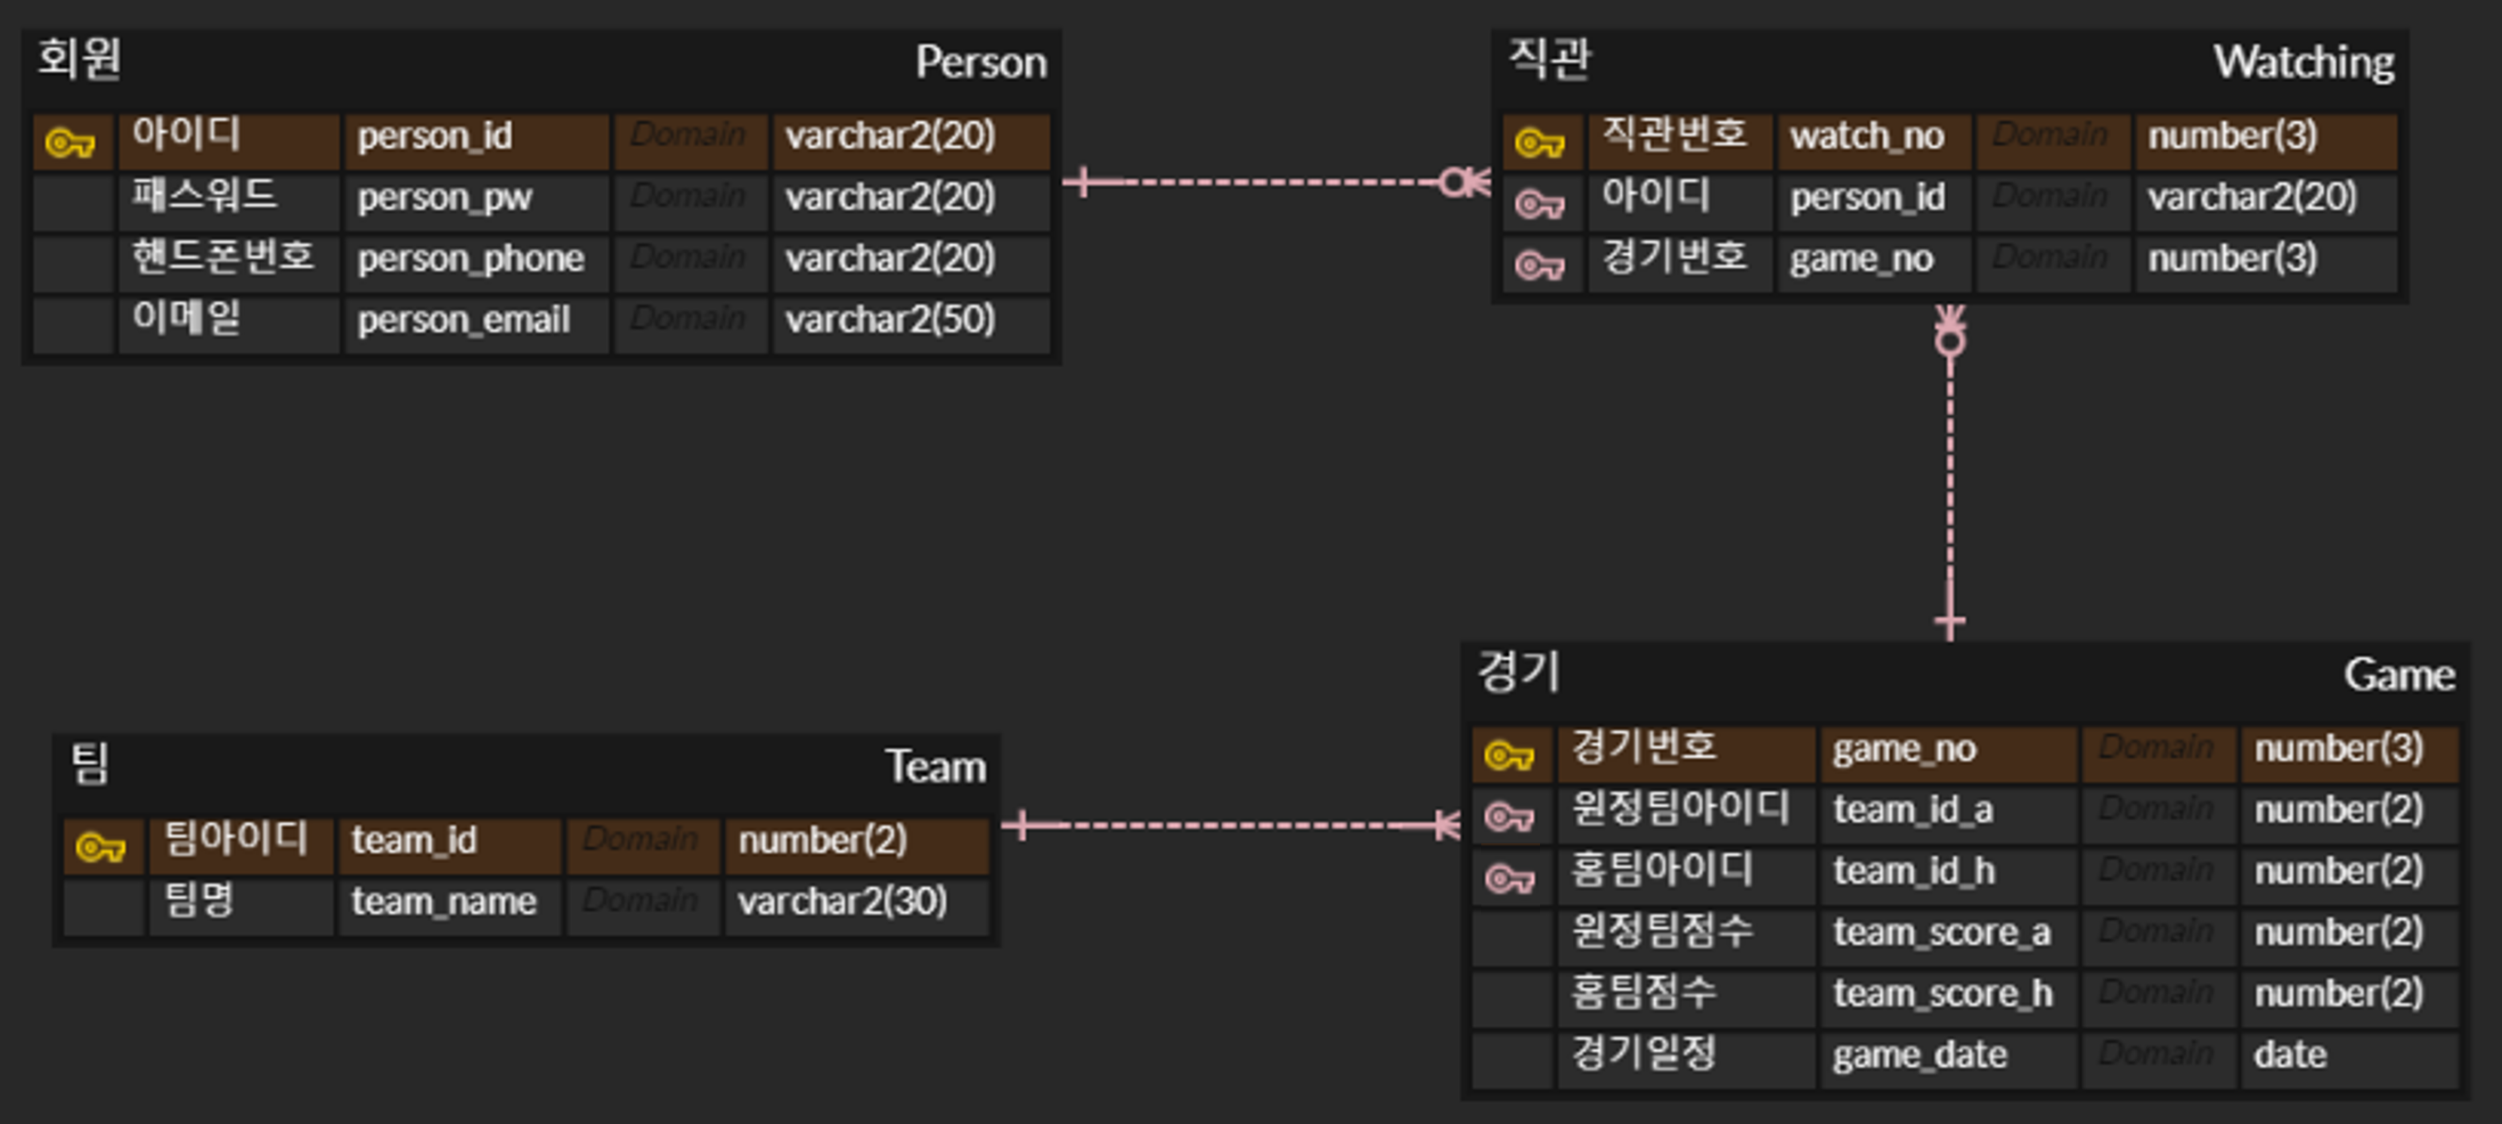 회원 Person
아이디 person_id Domain varchar2(20)
패스워드 person_pw Domain varchar2(20)
핸드폰번호 person_phone Domain varchar2(20)
이메일 person_email Domain varchar2(50)
직관 Watching
직관번호 watch_no Domain number(3)
아이디 person_id Domain varchar2(20)
경기번호 game_no Domain number(3)
팀 Team
팀아이디 team_id Domain number(2)
팀명 team_name Domain varchar2(30)
경기 Game
경기번호 game_no Domain number(3)
원정팀아이디 team_id_a Domain number(2)
홈팀아이디 team_id_h Domain number(2)
원정팀점수 team_score_a Domain number(2)
홈팀점수 team_score_h Domain number(2)
경기일정 game_date Domain date